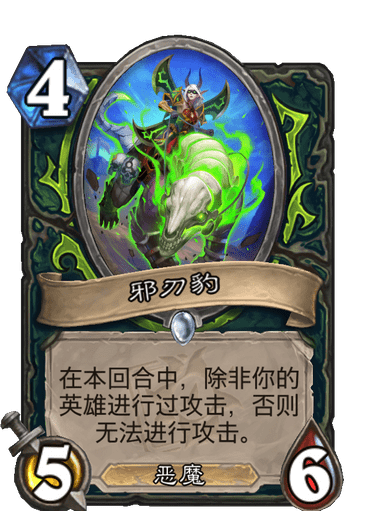 4
邪刃豹
在本回合中，除非你的
英雄进行过攻击，否则
无法进行攻击。
恶魔
5
6